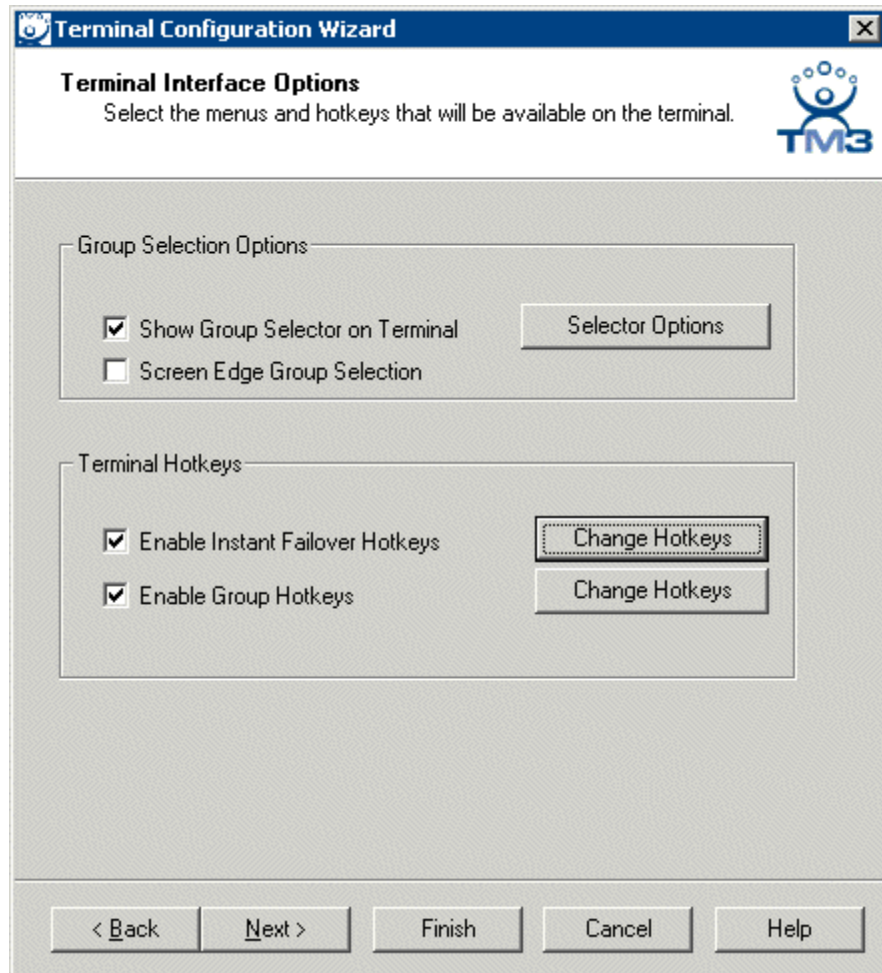 Terminal Configuration Wizard
Terminal Interface Options
Select the menus and hotkeys that will be available on the terminal.
TM3
Group Selection Options
Show Group Selector on Terminal
Selector Options
Screen Edge Group Selection
Terminal Hotkeys
Enable Instant Failover Hotkeys
Change Hotkeys
Enable Group Hotkeys
Change Hotkeys
< Back Next > Finish Cancel Help